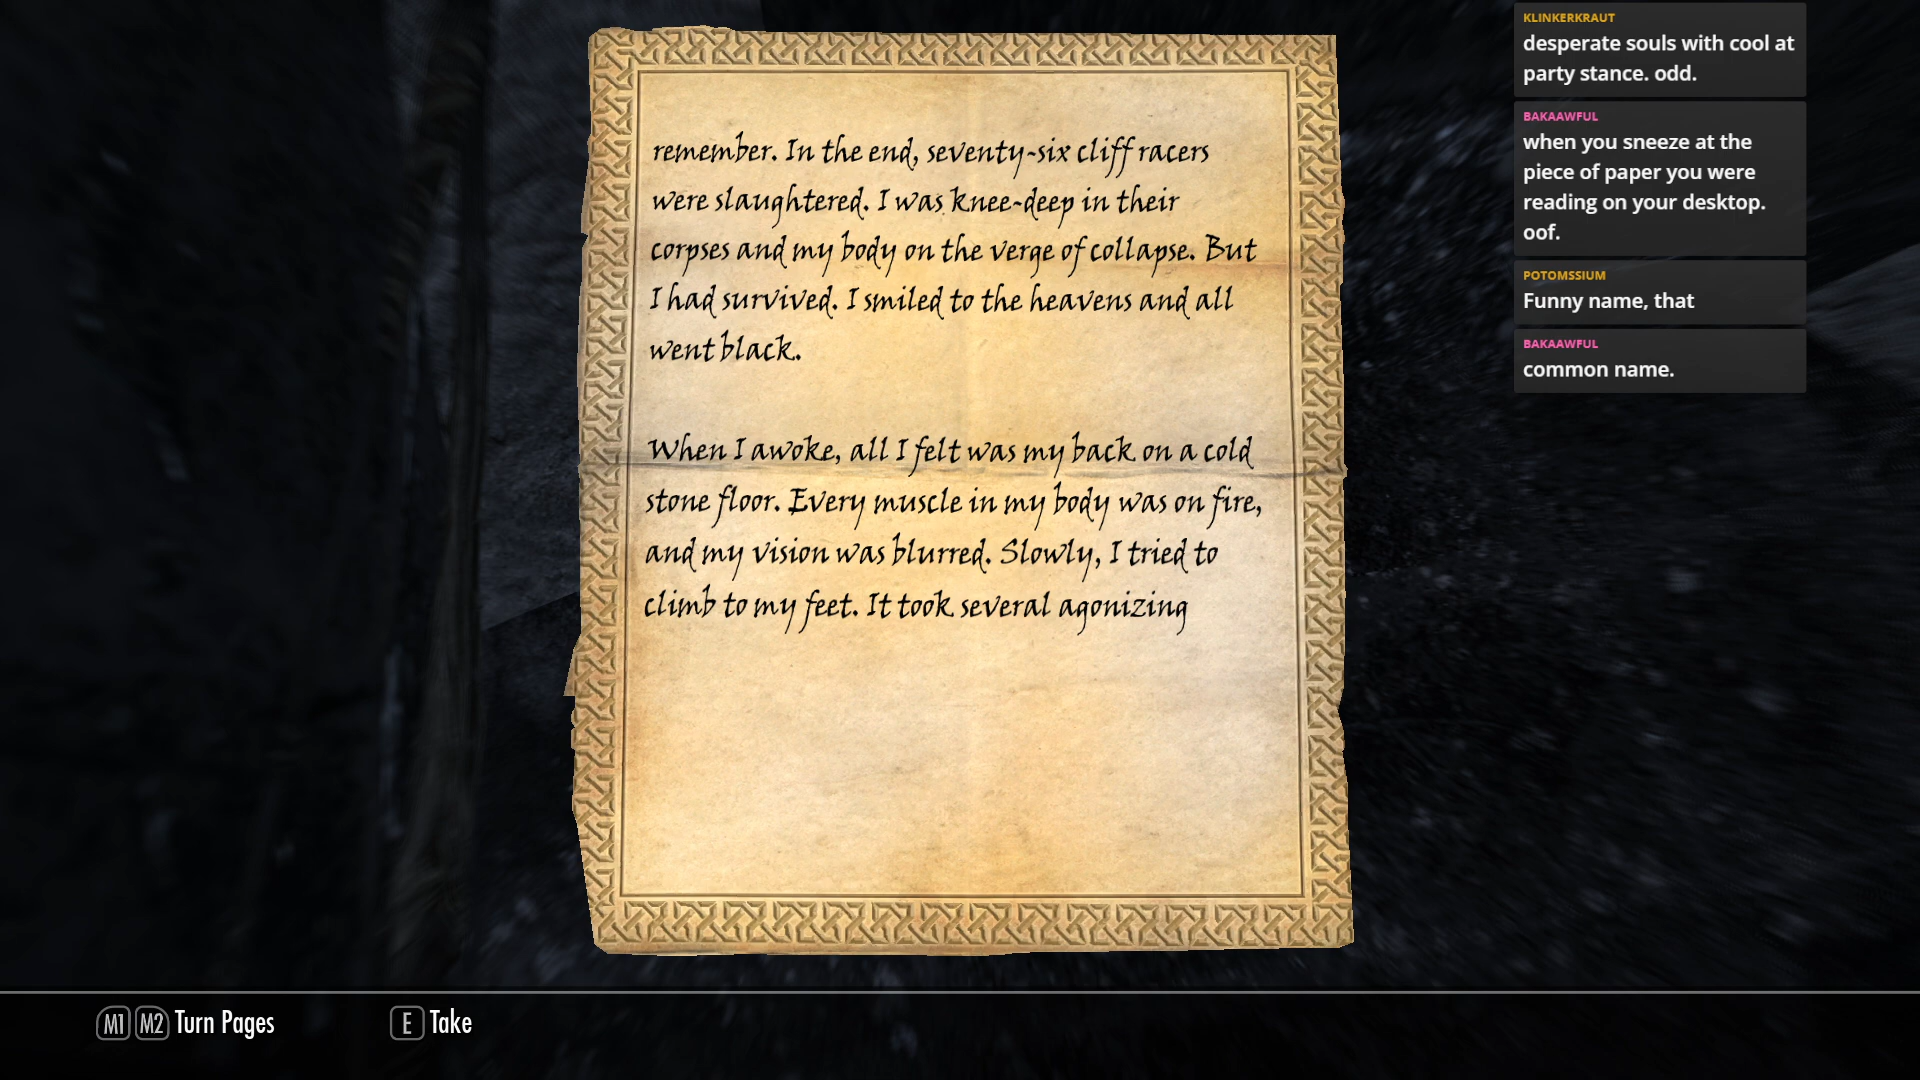 remember. In the end, seventy-six cliff racers
were slaughtered. I was knee-deep in their
corpses and my body on the verge of collapse. But
I had survived. I smiled to the heavens and all
went black.
When I awoke, all I felt was my back on a cold
stone floor. Every muscle in my body was on fire,
and my vision was blurred. Slowly, I tried to
climb to my feet. It took several agonizing
KLINKERKRAUT
desperate souls with cool at
party stance. odd.
BAKAAWFUL
when you sneeze at the
piece of paper you were
reading on your desktop.
oof.
POTOMSSIUM
Funny name, that
BAKAAWFUL
common name.
M1 M2 Turn Pages
E Take